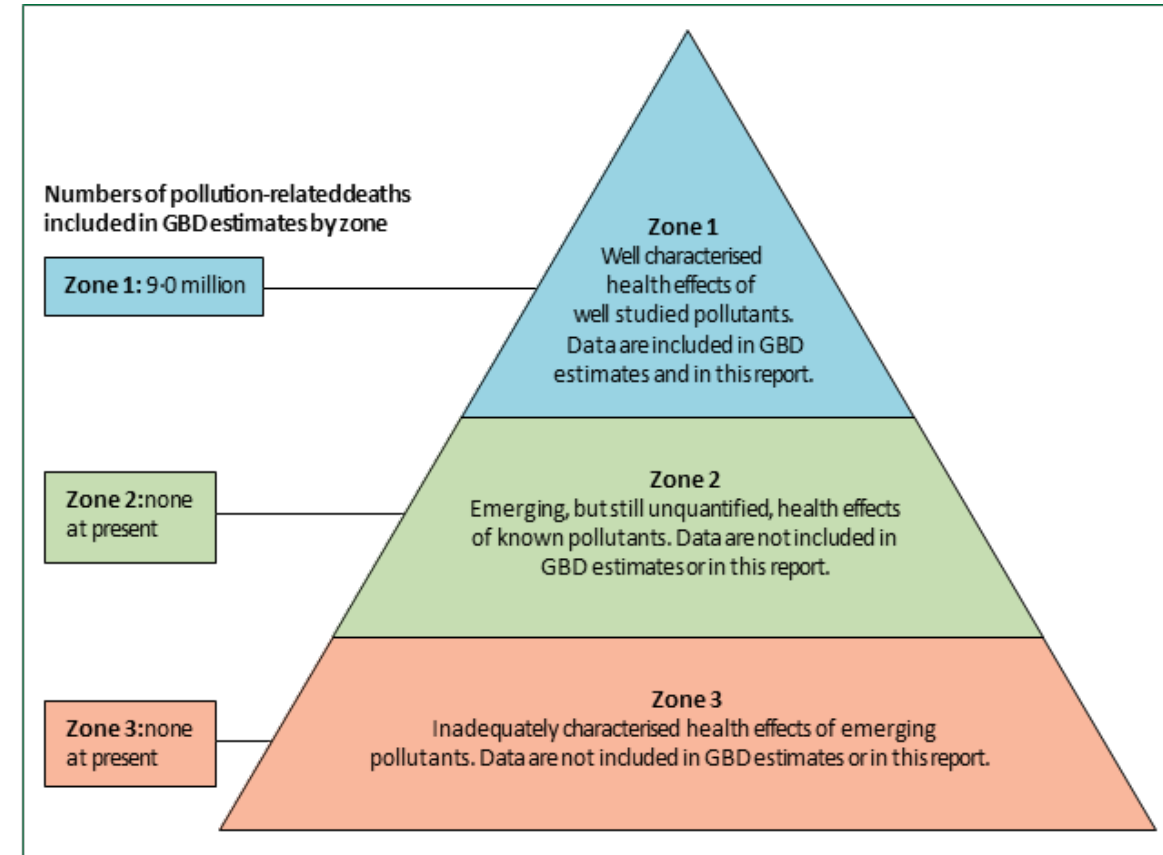 Numbers of pollution-related deaths
included in GBD estimates by zone
Zone 1: 9·0 million
Zone 2: none
at present
Zone 3: none
at present
Zone 1
Well characterised
health effects of
well studied pollutants.
Data are included in GBD
estimates and in this report.
Zone 2
Emerging, but still unquantified, health effects
of known pollutants. Data are not included in
GBD estimates or in this report.
Zone 3
Inadequately characterised health effects of emerging
pollutants. Data are not included in GBD estimates or in this report.